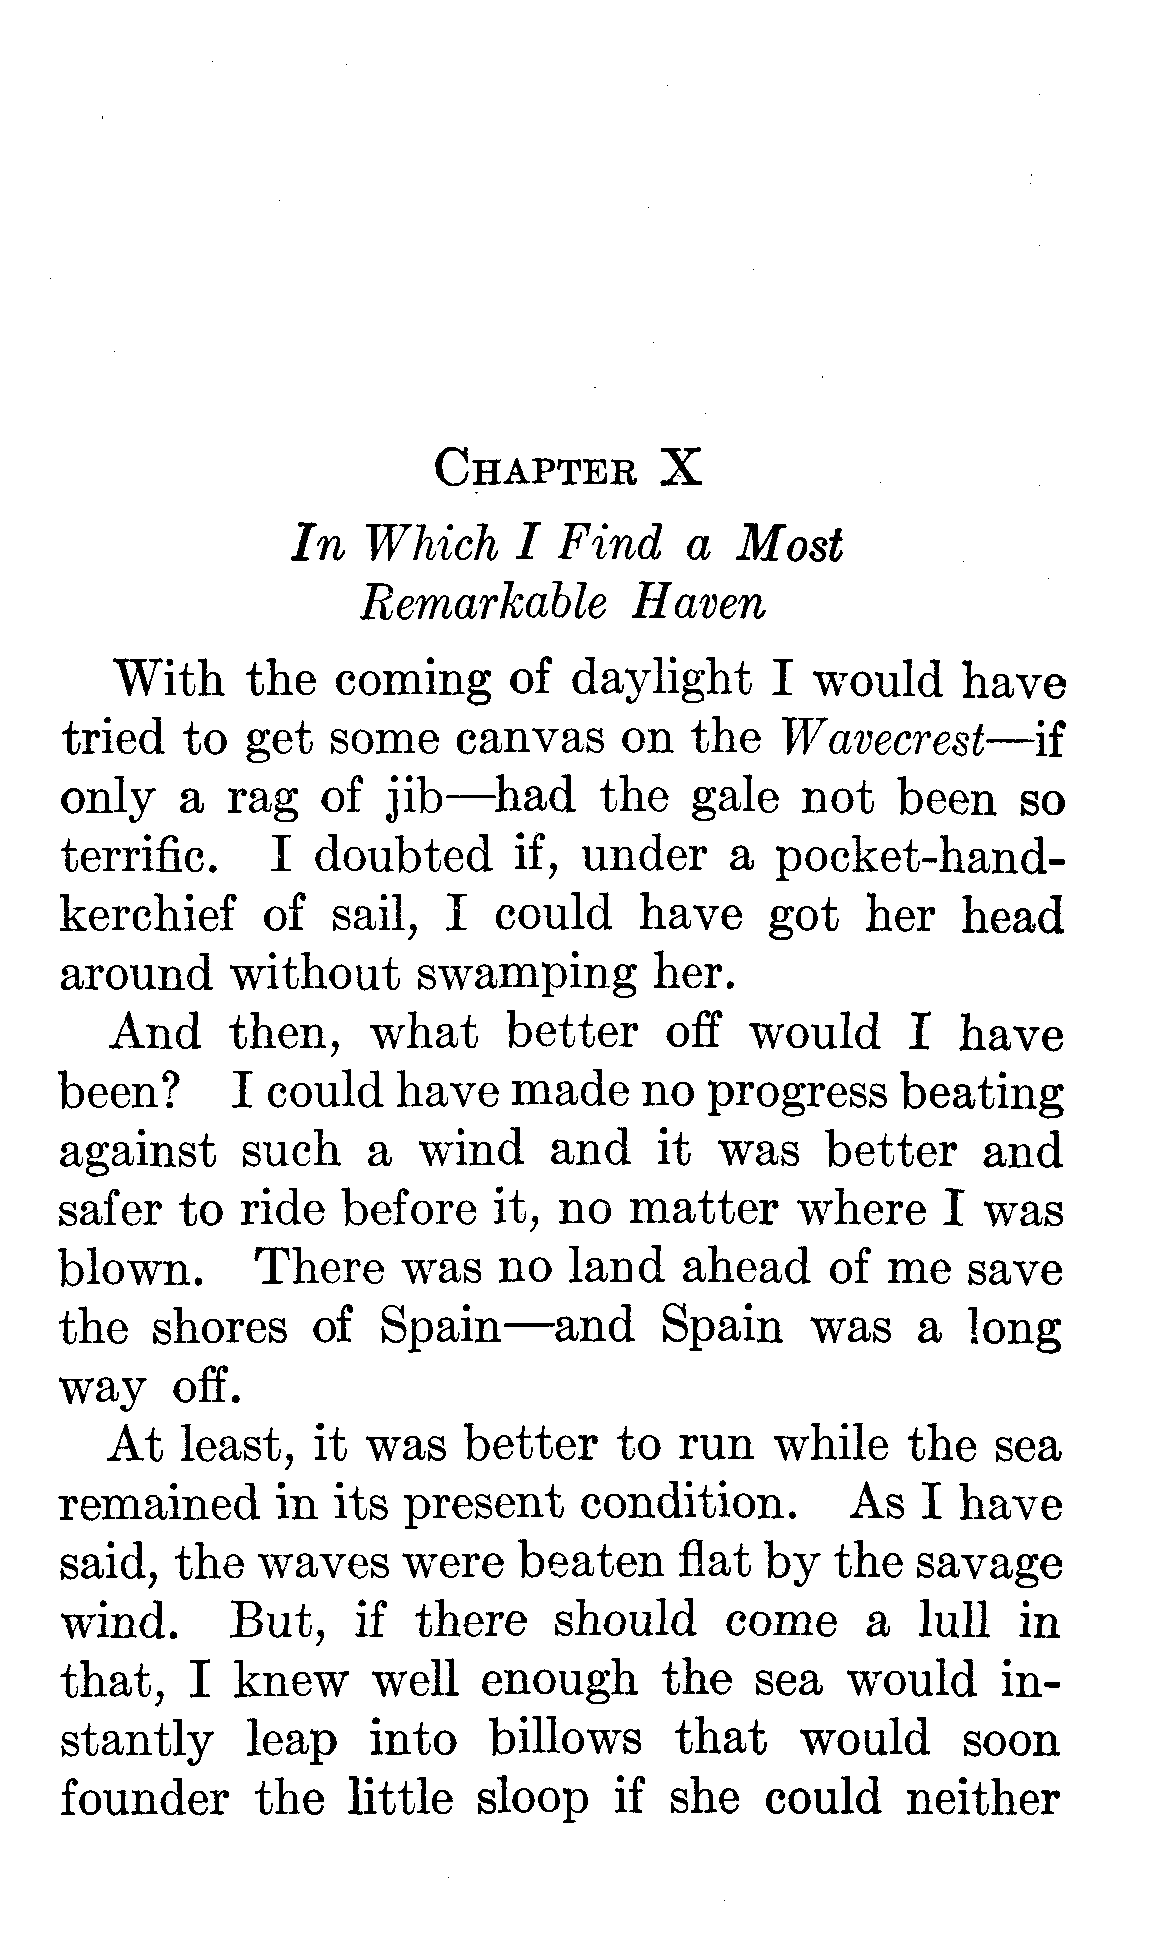 Chapter X
In Which I Find a Most
Remarkable Haven
With the coming of daylight I would have
tried to get some canvas on the Wavecrest—if
only a rag of jib—had the gale not been so
terrific. I doubted if, under a pocket-hand-
kerchief of sail, I could have got her head
around without swamping her.
And then, what better off would I have
been? I could have made no progress beating
against such a wind and it was better and
safer to ride before it, no matter where I was
blown. There was no land ahead of me save
the shores of Spain—and Spain was a long
way off.
At least, it was better to run while the sea
remained in its present condition. As I have
said, the waves were beaten flat by the savage
wind. But, if there should come a lull in
that, I knew well enough the sea would in-
stantly leap into billows that would soon
founder the little sloop if she could neither